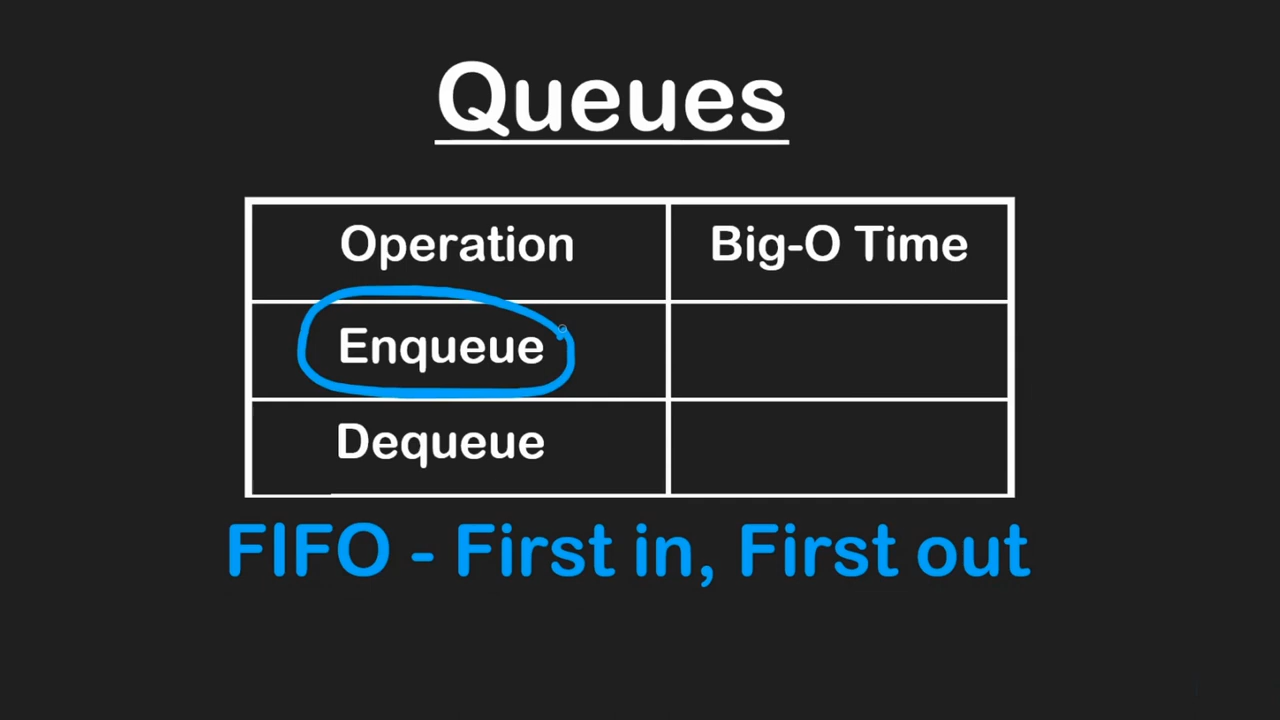 Queues
Operation Big-O Time
Enqueue
Dequeue
FIFO - First in, First out